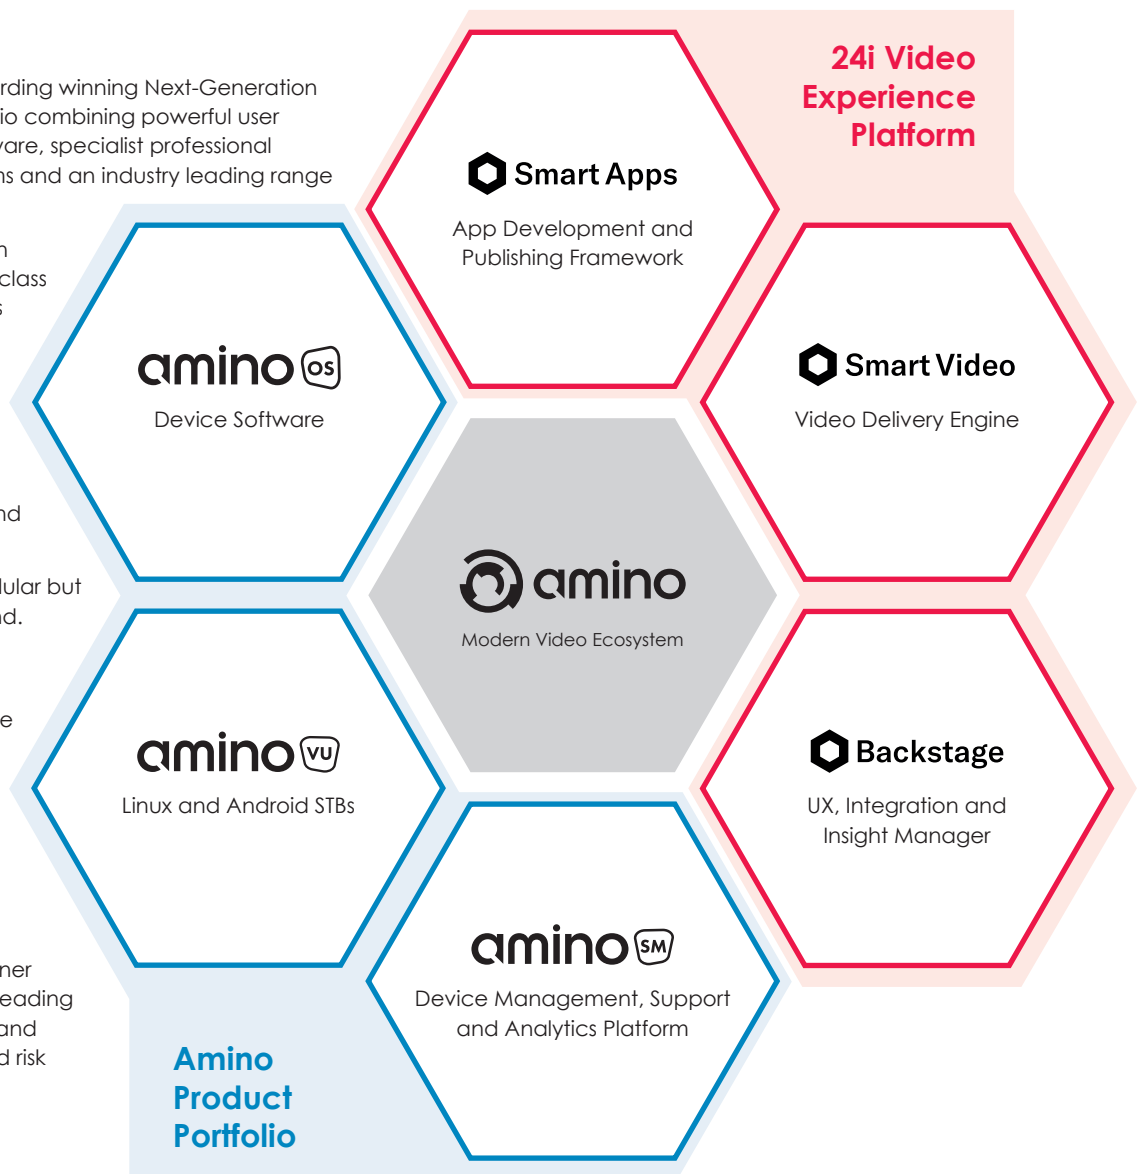 rding winning Next-Generation
io combining powerful user
vare, specialist professional
ns and an industry leading range
n
class
s
nd
dular but
nd.
e
ner
eading
and
d risk
24i Video
Experience
Platform
Smart Apps
App Development and
Publishing Framework
amino OS
Device Software
Smart Video
Video Delivery Engine
amino
Modern Video Ecosystem
amino VU
Linux and Android STBs
Backstage
UX, Integration and
Insight Manager
amino SM
Device Management, Support
and Analytics Platform
Amino
Product
Portfolio